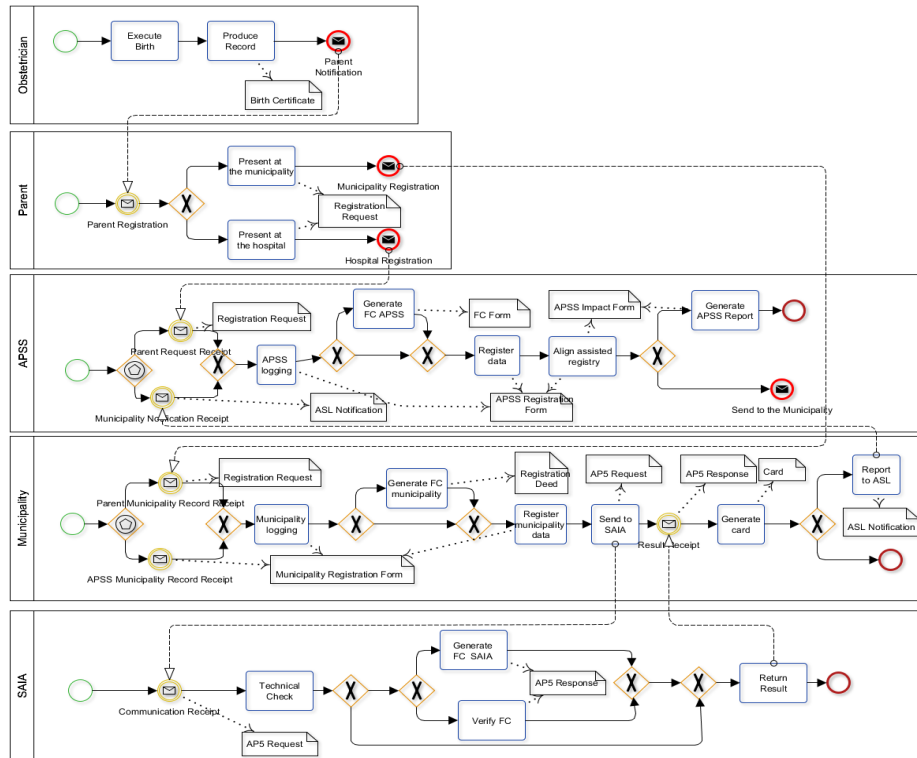 Obstetrician
Execute
Birth
Produce
Record
Parent
Notification
Birth Certificate
Parent
Parent Registration
Present at
the municipality
Municipality Registration
Registration
Request
Present at
the hospital
Hospital Registration
APSS
Parent Request Receipt
Registration Request
Municipality Notification Receipt
APSS
logging
ASL Notification
Generate
FC APSS
FC Form
Register
data
Align assisted
registry
APSS Impact Form
APSS Registration
Form
Generate
APSS Report
Send to the Municipality
Municipality
Parent Municipality Record Receipt
Registration Request
APSS Municipality Record Receipt
Municipality
logging
Municipality Registration Form
Generate
FC municipality
Registration
Deed
Register
municipality
data
Send to
SAIA
AP5 Request
Result Receipt
AP5 Response
Card
Generate
card
Report
to ASL
ASL Notification
SAIA
Communication Receipt
AP5 Request
Technical
Check
Generate
FC SAIA
AP5 Response
Verify FC
Return
Result